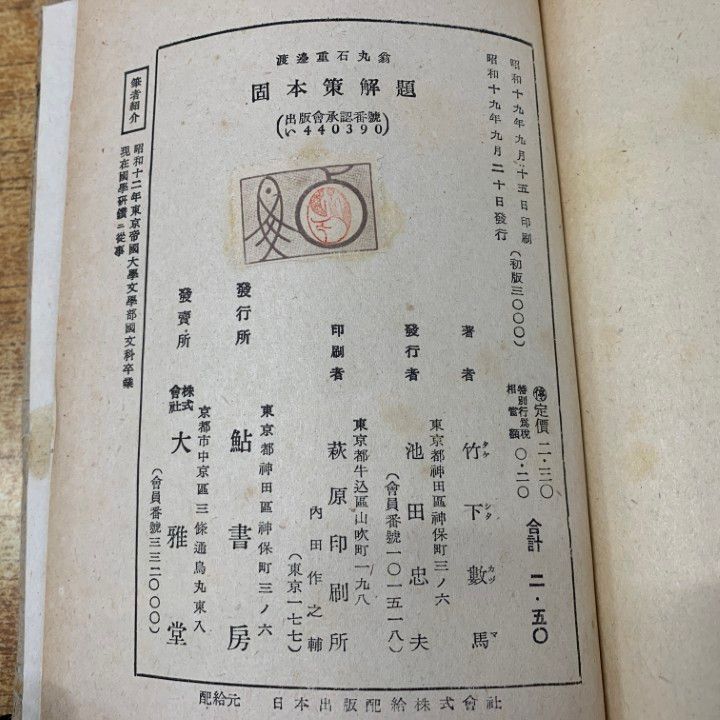 渡邊重石丸翁
固本策解題
(出版會承認番號
い440390)
昭和十九年九月十五日印刷
昭和十九年九月二十日發行
(初版三〇〇〇)
㊞定價二・三〇
特別行爲税
相當額〇・二〇
合計二・五〇
著者 竹下數馬
タケ シタ カヅ マ
東京都神田區神保町三ノ六
發行者 池田忠夫
(會員番號一〇一五一八)
東京都牛込區山吹町一九八
印刷者 萩原印刷所
內田作之輔
(東京一七七)
東京都神田區神保町三ノ六
發行所 鮎書房
京都市中京區三條通烏丸東入
發賣所 株式會社 大雅堂
(會員番號三三二〇〇〇)
筆者紹介
昭和十二年東京帝國大學文學部國文科卒業
現在國學研鑽ニ從事
配給元 日本出版配給株式會社